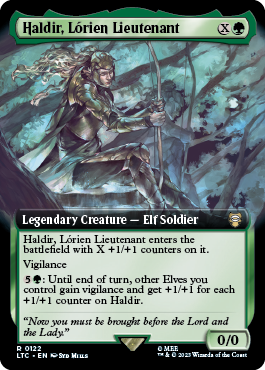 Haldir, Lórien Lieutenant X
Legendary Creature — Elf Soldier
Haldir, Lórien Lieutenant enters the
battlefield with X +1/+1 counters on it.
Vigilance
5: Until end of turn, other Elves you
control gain vigilance and get +1/+1 for each
+1/+1 counter on Haldir.
"Now you must be brought before the Lord and
the Lady."
0/0
R 0122
LTC • EN Sid Mills
© MEE
™ & © 2023 Wizards of the Coast